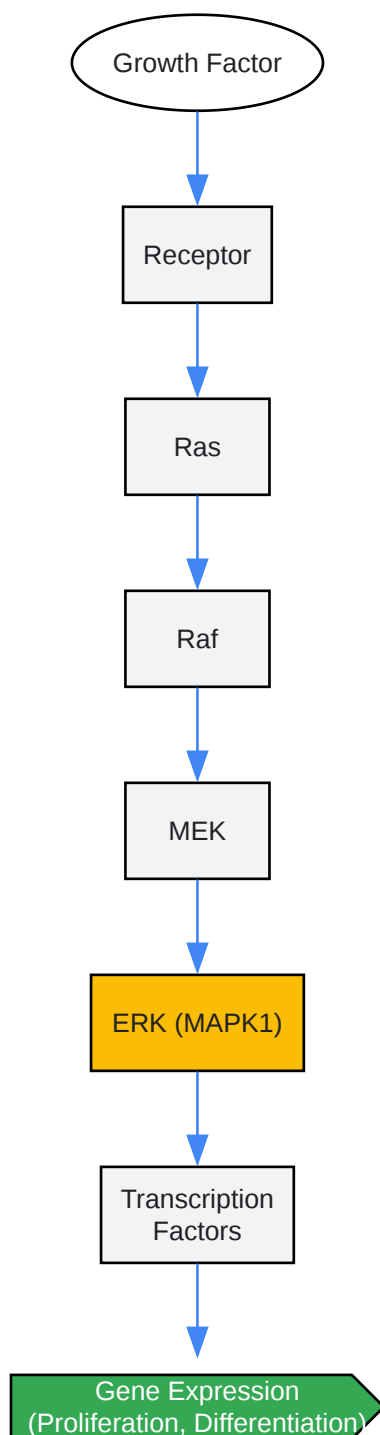 Growth Factor
Receptor
Ras
Raf
MEK
ERK (MAPK1)
Transcription
Factors
Gene Expression
(Proliferation, Differentiation)